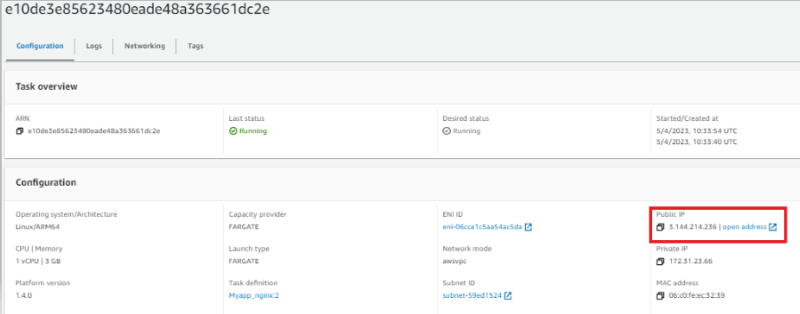 e10de3e85623480eade48a363661dc2e
Configuration Logs Networking Tags
Task overview
ARN Last status Desired status Started/Created at
e10de3e85623480eade48a363661dc2e Running Running 5/4/2023, 10:33:54 UTC
5/4/2023, 10:33:40 UTC
Configuration
Operating system/Architecture Capacity provider ENI ID Public IP
Linux/ARM64 FARGATE eni-06cca1c5aa54ac5da 3.144.214.236 | open address
CPU | Memory Launch type Network mode Private IP
1 vCPU | 3 GB FARGATE awsvpc 172.31.23.66
Platform version Task definition Subnet ID MAC address
1.4.0 Myapp_nginx:2 subnet-59ed1524 06:c0:fe:ec:32:39